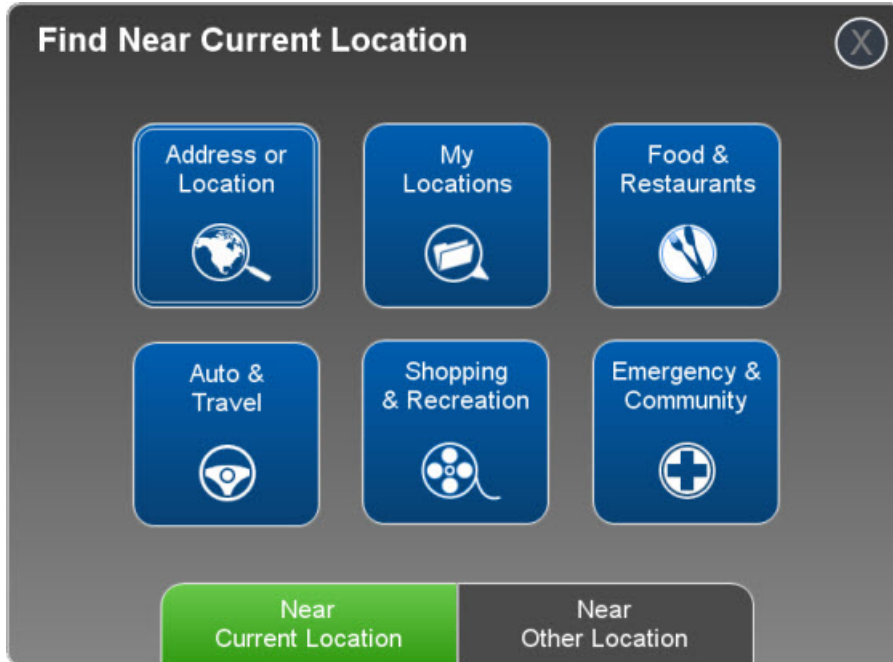 Find Near Current Location
X
Address or
Location
My
Locations
Food &
Restaurants
Auto &
Travel
Shopping
& Recreation
Emergency &
Community
Near
Current Location
Near
Other Location